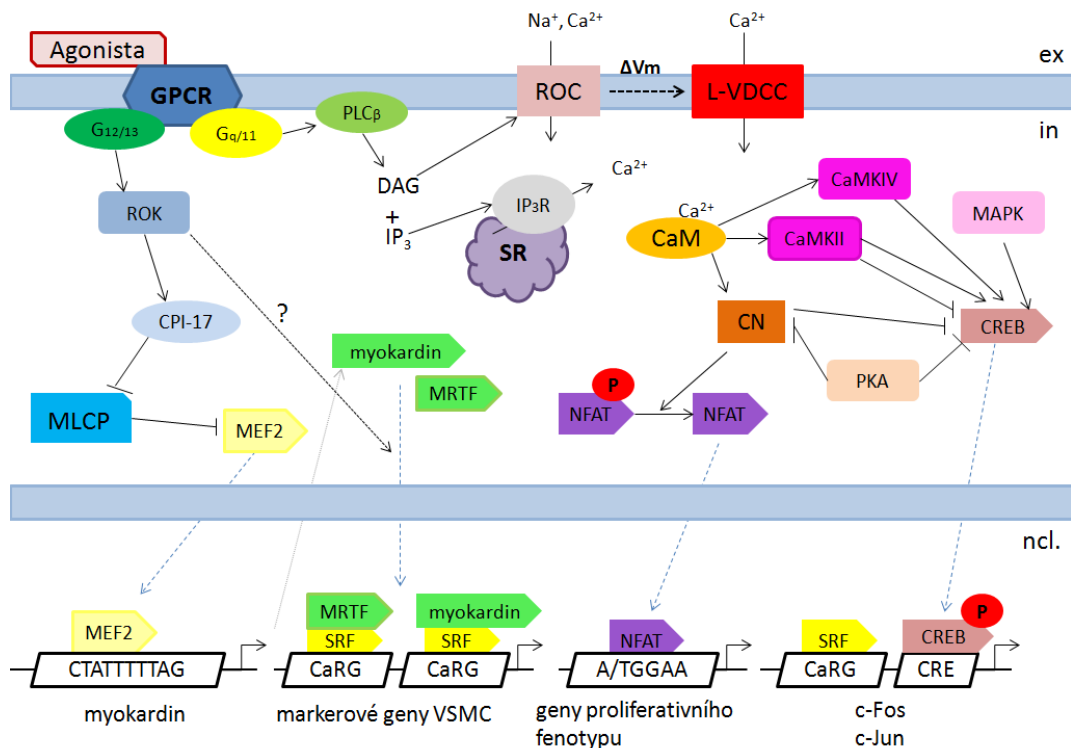 Na⁺, Ca²⁺
Ca²⁺
Agonista
ex
GPCR
ROC
ΔVm
L-VDCC
PLCβ
G12/13
Gq/11
in
DAG
+
IP₃
IP₃R
Ca²⁺
SR
Ca²⁺
CaM
CaMKIV
CaMKII
MAPK
ROK
CPI-17
?
CN
CREB
myokardin
MRTF
PKA
P
MLCP
MEF2
NFAT
NFAT
ncl.
MEF2
CTATTTTTAG
myokardin
MRTF
SRF
CaRG
myokardin
SRF
CaRG
markerové geny VSMC
NFAT
A/TGGAA
geny proliferativního
fenotypu
SRF
CaRG
P
CREB
CRE
c-Fos
c-Jun